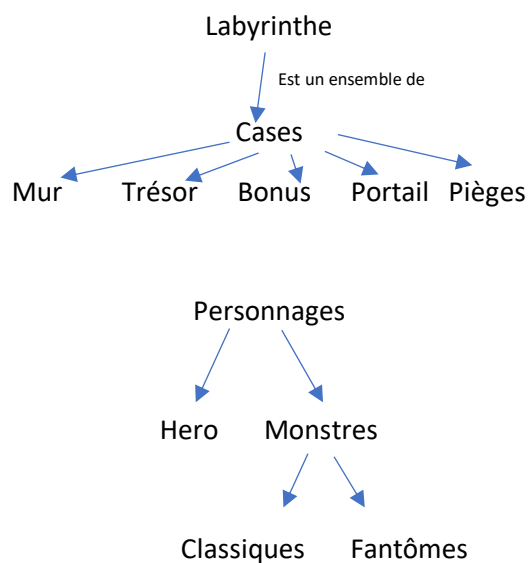 Labyrinthe
Est un ensemble de
Cases
Mur Trésor Bonus Portail Pièges
Personnages
Hero Monstres
Classiques Fantômes